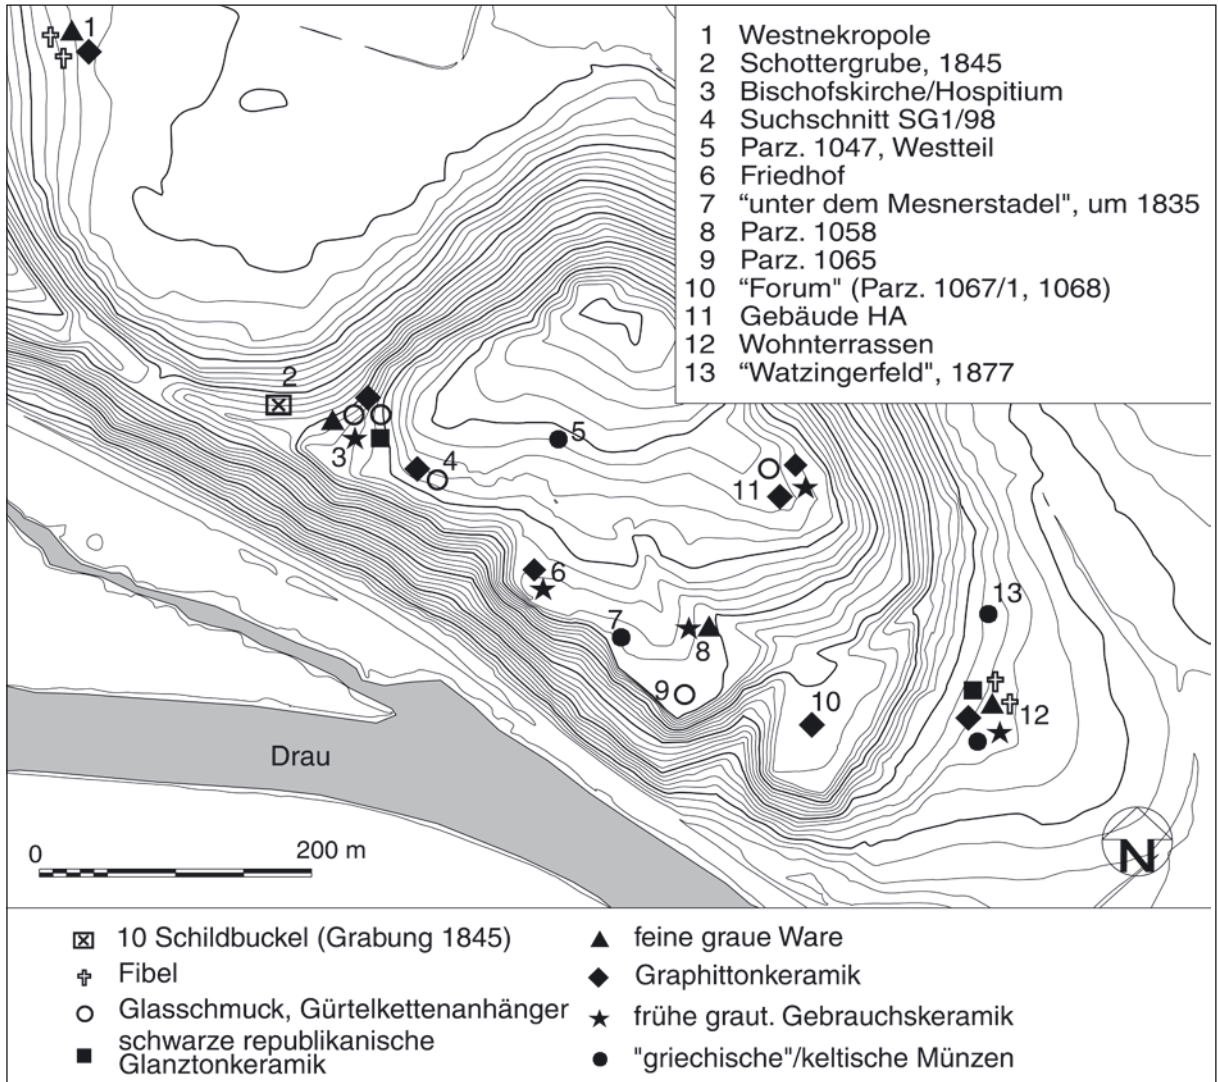 1
1 Westnekropole
2 Schottergrube, 1845
3 Bischofskirche/Hospitium
4 Suchschnitt SG1/98
5 Parz. 1047, Westteil
6 Friedhof
7 “unter dem Mesnerstadel", um 1835
8 Parz. 1058
9 Parz. 1065
10 “Forum" (Parz. 1067/1, 1068)
11 Gebäude HA
12 Wohnterrassen
13 “Watzingerfeld", 1877
2
5
3
4
11
6
13
7
8
9
10
12
Drau
0 200 m
N
10 Schildbuckel (Grabung 1845)
Fibel
Glasschmuck, Gürtelkettenanhänger
schwarze republikanische
Glanztonkeramik
feine graue Ware
Graphittonkeramik
frühe graut. Gebrauchskeramik
"griechische"/keltische Münzen